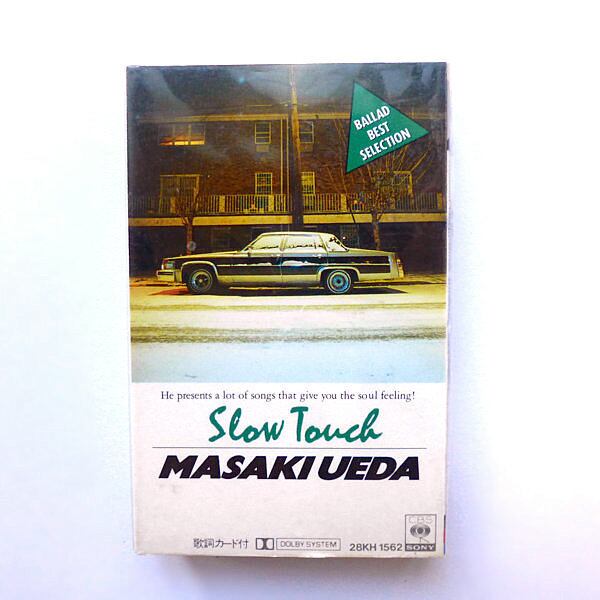 BALLAD
BEST
SELECTION
He presents a lot of songs that give you the soul feeling!
Slow Touch
MASAKI UEDA
歌詞カード付 DOLBY SYSTEM 28KH 1562
CBS
SONY